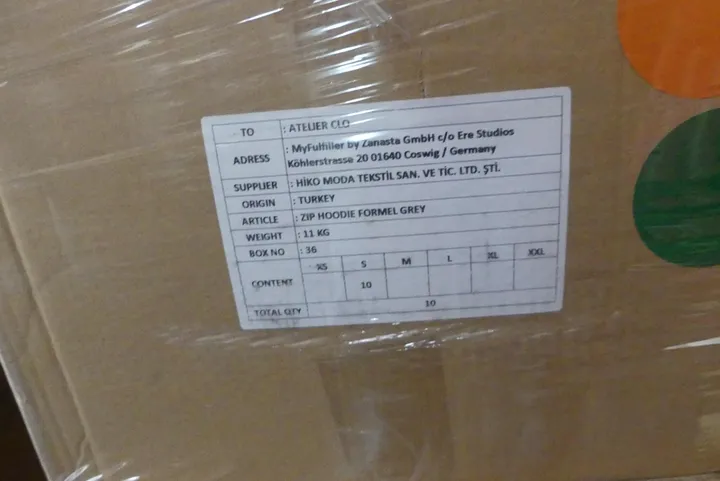 TO : ATELIER CLO
ADRESS : MyFulfiller by Zanasta GmbH c/o Ere Studios
Köhlerstrasse 20 01640 Coswig / Germany
SUPPLIER : HİKO MODA TEKSTİL SAN. VE TİC. LTD. ŞTİ.
ORIGIN : TURKEY
ARTICLE : ZIP HOODIE FORMEL GREY
WEIGHT : 11 KG
BOX NO : 36
CONTENT XS S M L XL XXL
10
TOTAL QTY 10